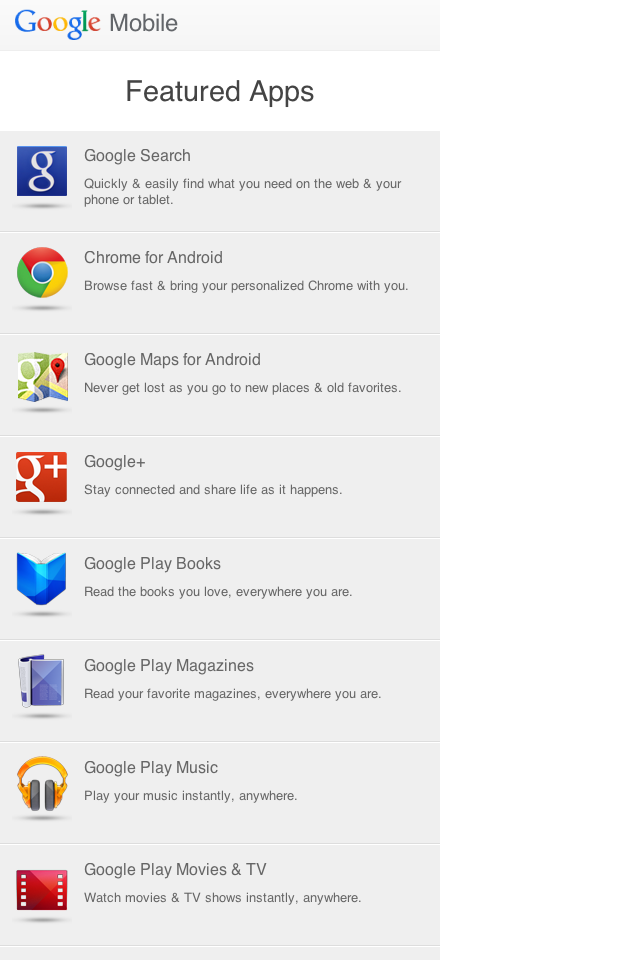 Google Mobile
Featured Apps
g
Google Search
Quickly & easily find what you need on the web & your
phone or tablet.
Chrome for Android
Browse fast & bring your personalized Chrome with you.
g
Google Maps for Android
Never get lost as you go to new places & old favorites.
g+
Google+
Stay connected and share life as it happens.
Google Play Books
Read the books you love, everywhere you are.
Google Play Magazines
Read your favorite magazines, everywhere you are.
Google Play Music
Play your music instantly, anywhere.
Google Play Movies & TV
Watch movies & TV shows instantly, anywhere.